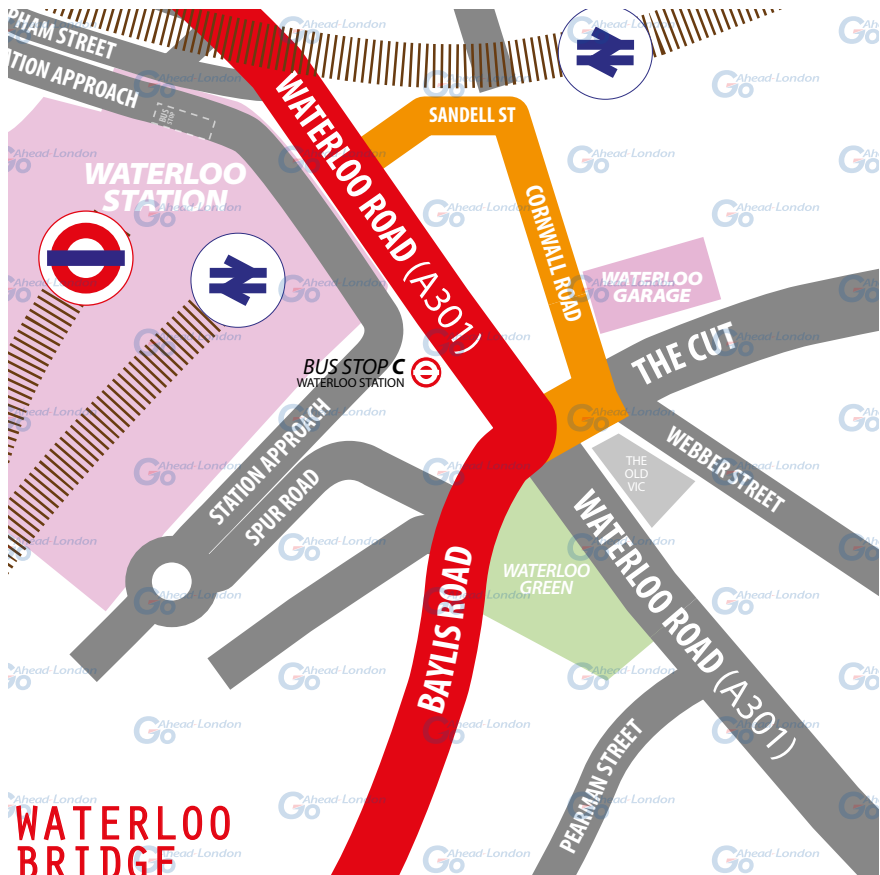 PHAM STREET
TION APPROACH
BUS
STOP
WATERLOO
STATION
WATERLOO ROAD (A301)
SANDELL ST
CORNWALL ROAD
WATERLOO
GARAGE
THE CUT
BUS STOP C
WATERLOO STATION
STATION APPROACH
SPUR ROAD
WEBBER STREET
THE
OLD
VIC
WATERLOO
GREEN
BAYLIS ROAD
WATERLOO ROAD (A301)
PEARMAN STREET
WATERLOO
BRIDGE
Go Ahead-London